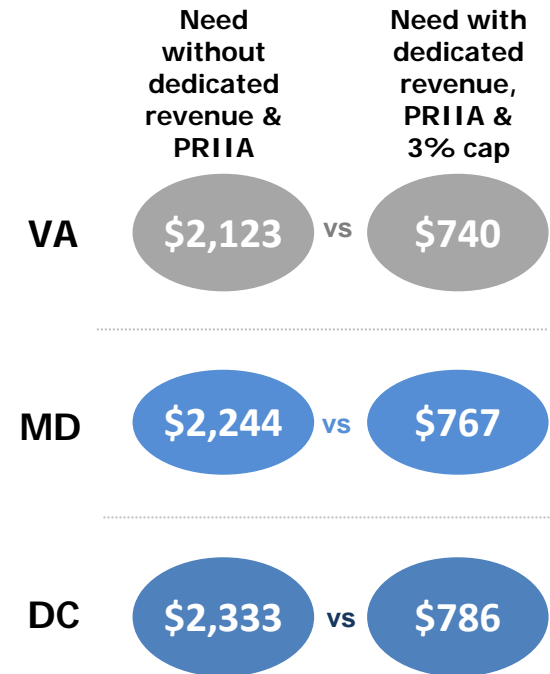 Need
without
dedicated
revenue &
PRIIA
Need with
dedicated
revenue,
PRIIA &
3% cap
VA $2,123 vs $740
MD $2,244 vs $767
DC $2,333 vs $786